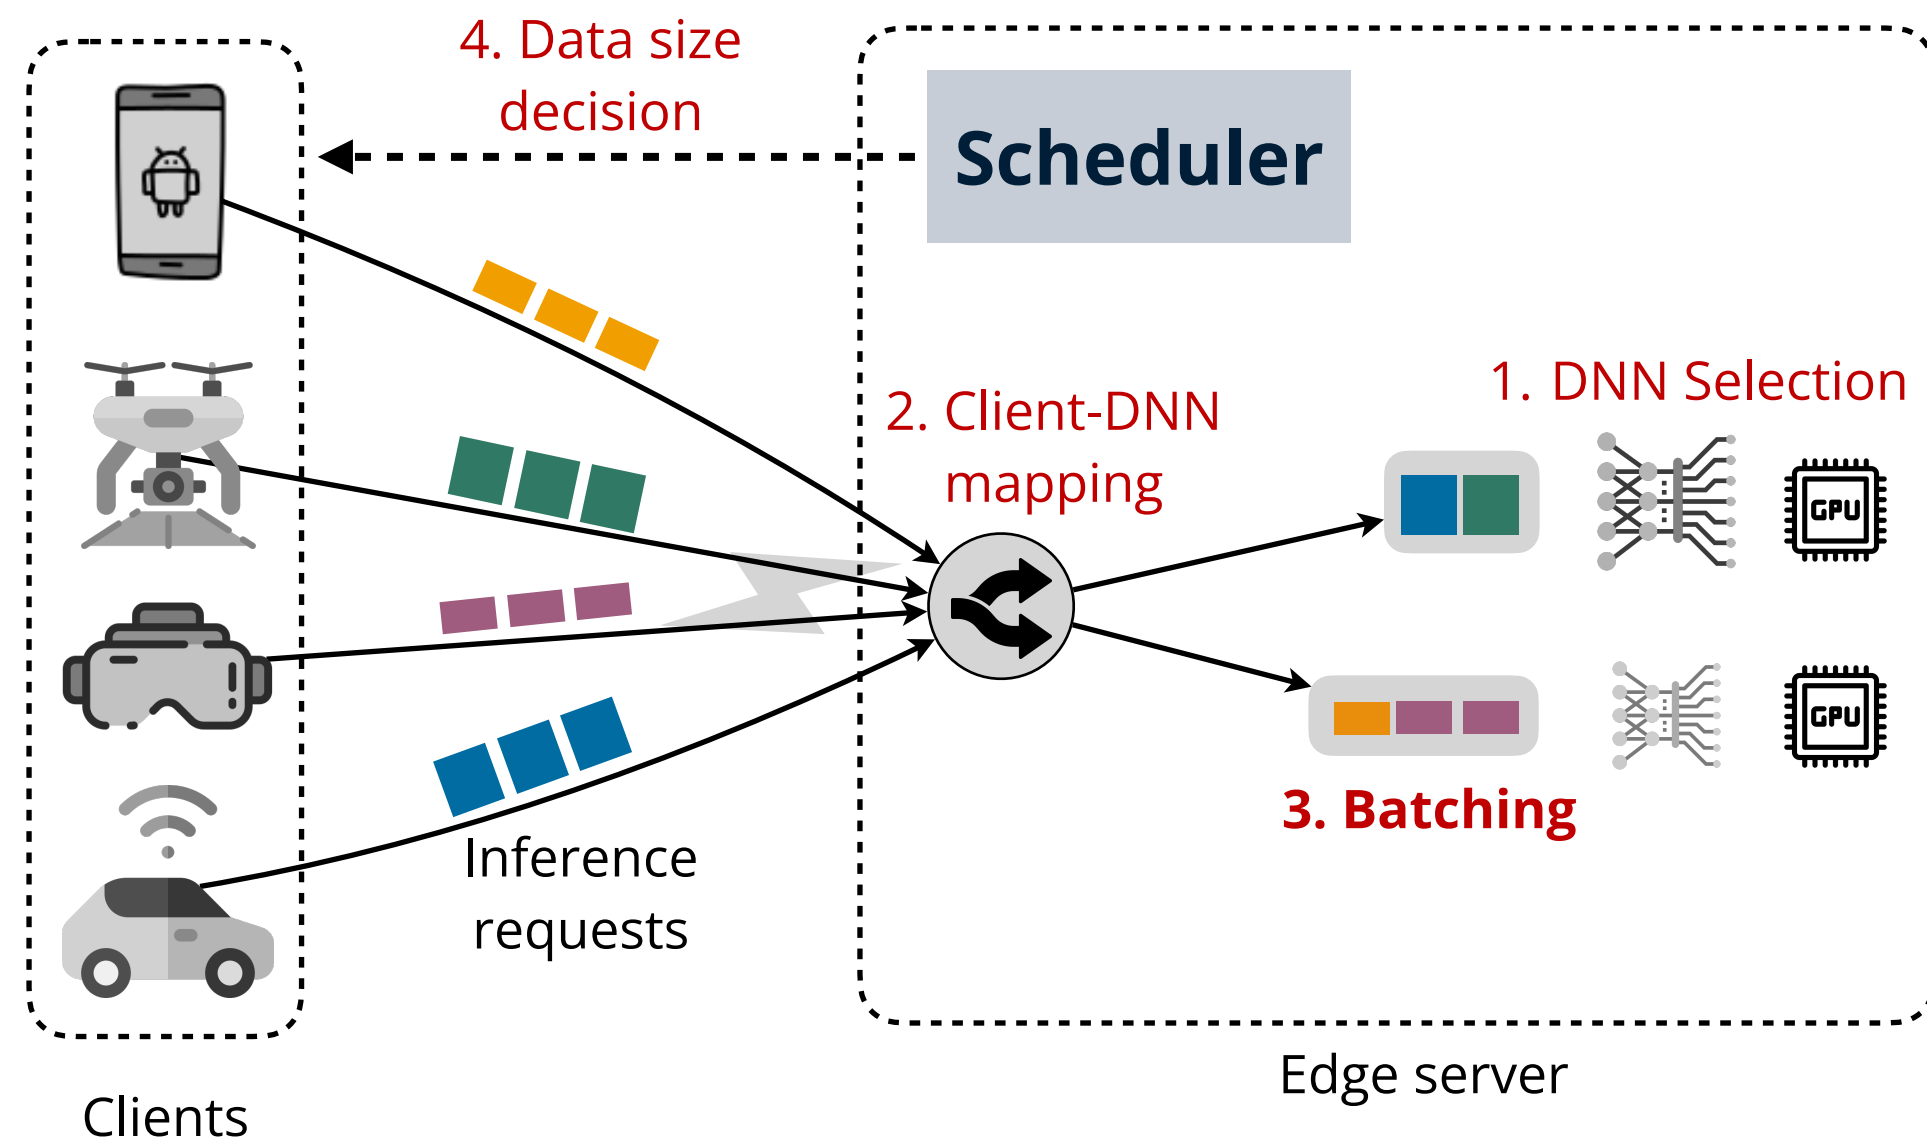 4. Data size
decision
Scheduler
1. DNN Selection
2. Client-DNN
mapping
GPU
GPU
3. Batching
Inference
requests
Edge server
Clients